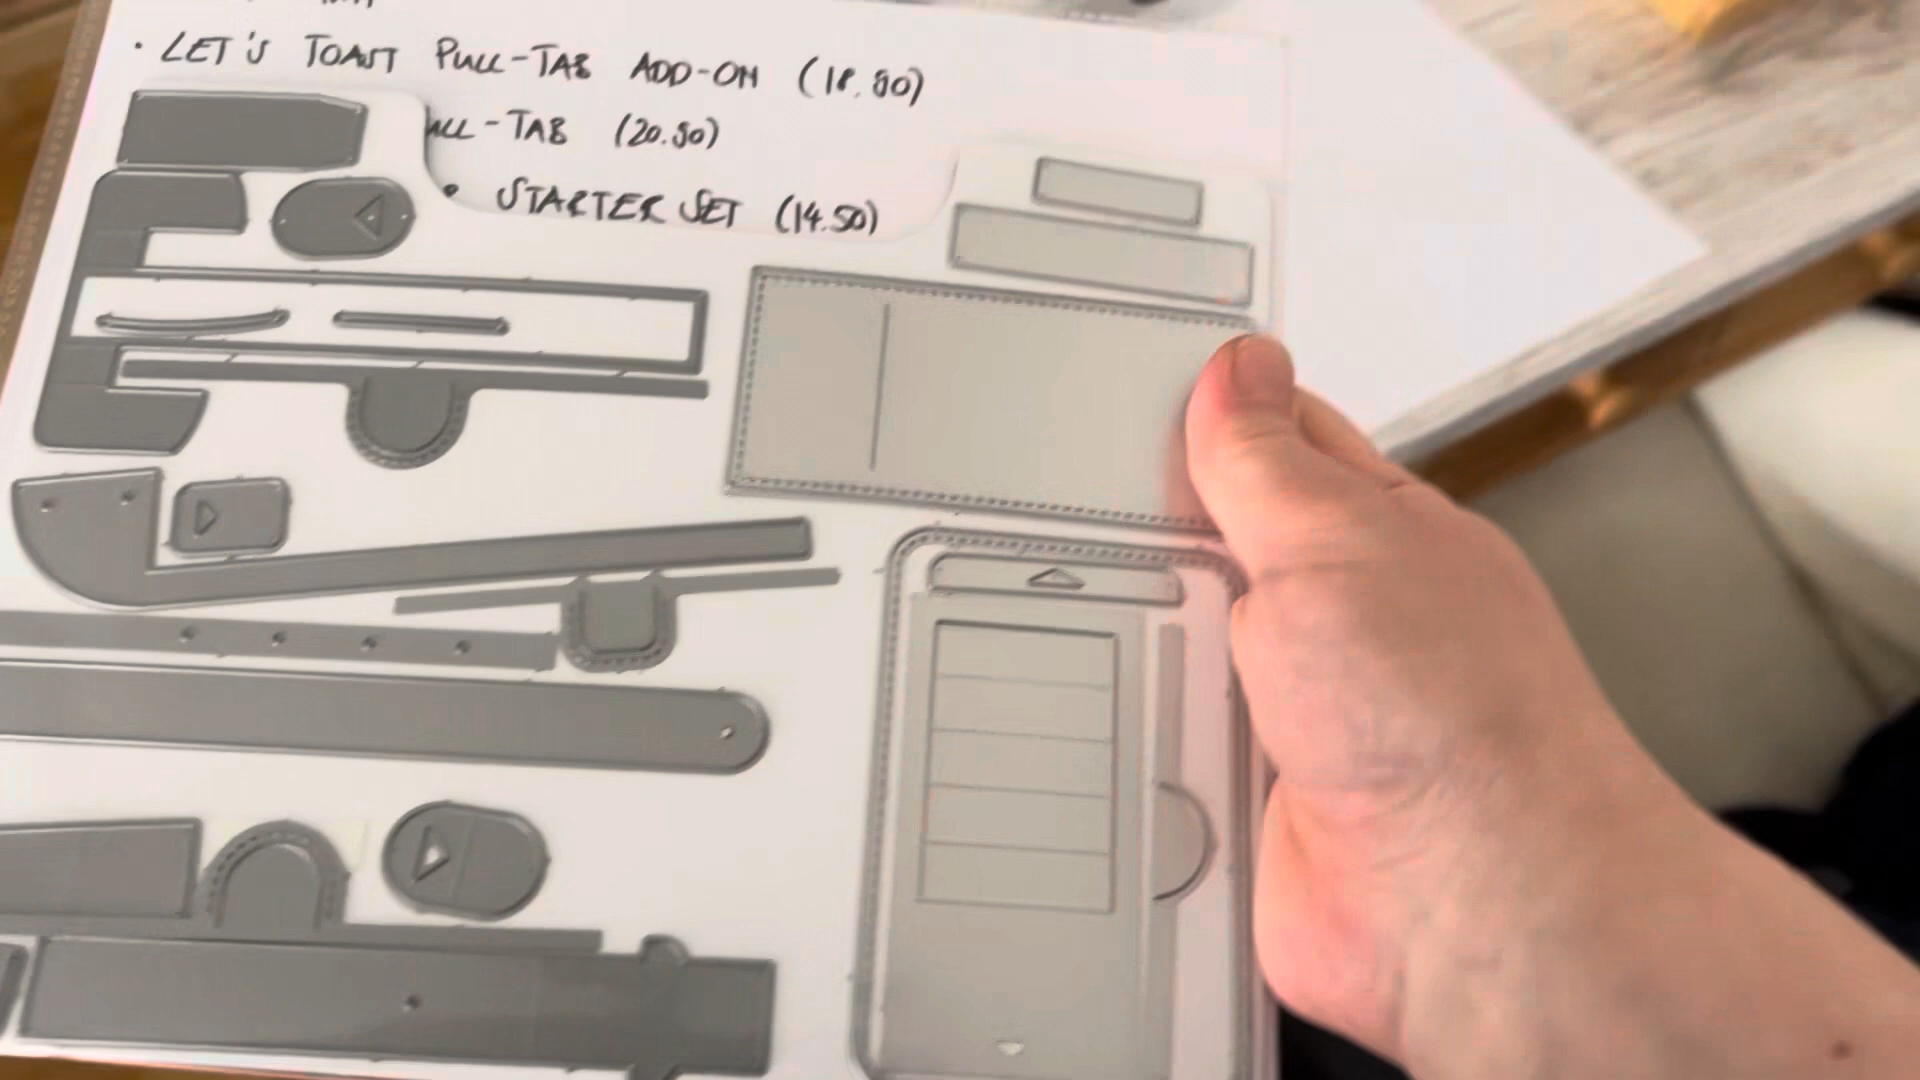 • LET'S TOAST PULL-TAB ADD-ON (18.80)
-TAB (20.50)
• STARTER SET (14.50)